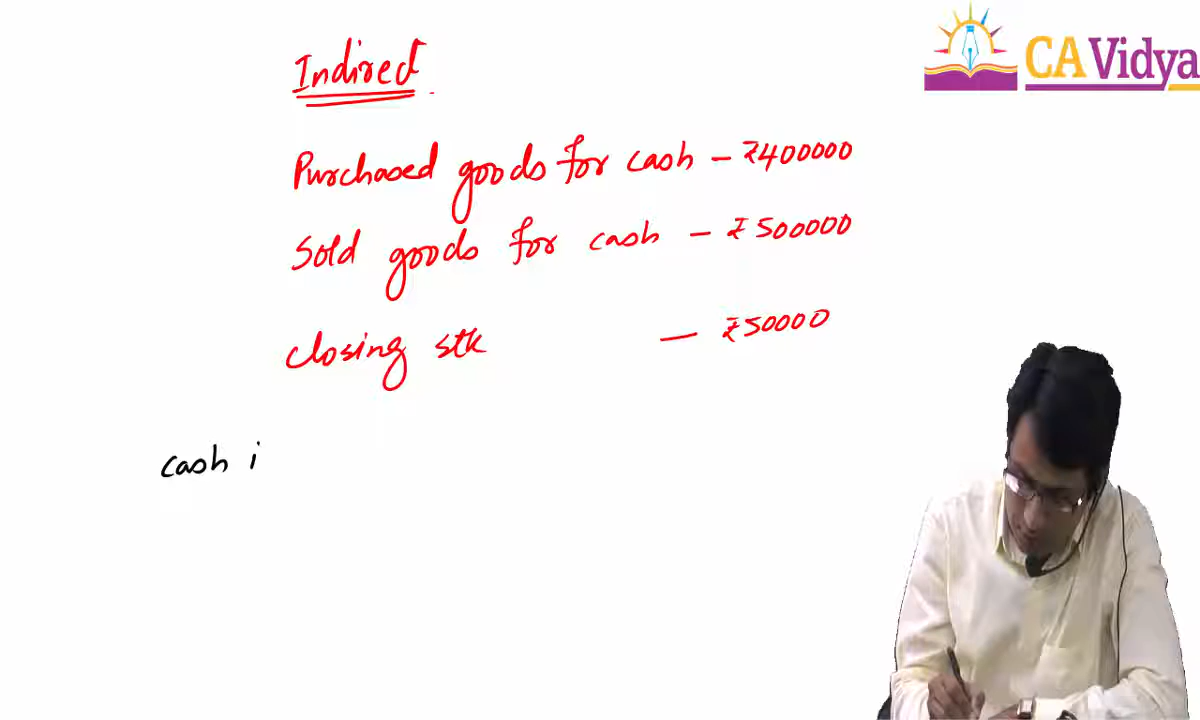 CA Vidya
Indirect
Purchased goods for cash – ₹400000
Sold goods for cash – ₹500000
closing stk – ₹50000
cash i